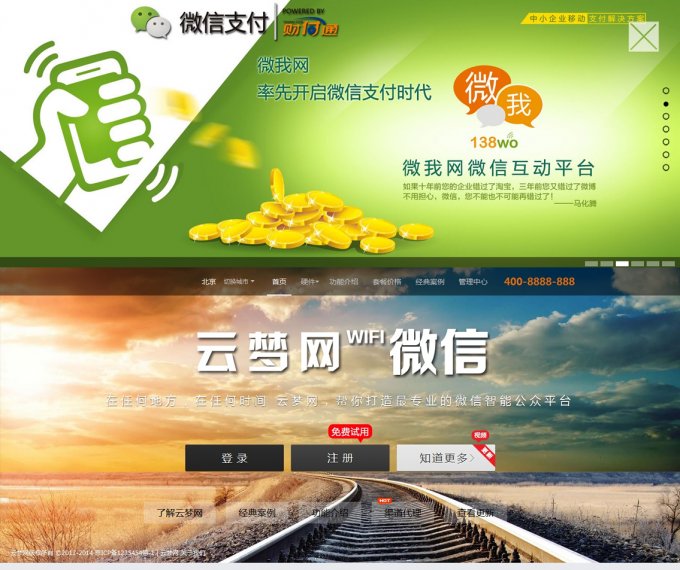 微信支付
POWERED BY
财付通
中小企业移动 支付解决方案
微我网
率先开启微信支付时代
微我
138wo
微我网微信互动平台
如果十年前您的企业错过了淘宝，三年前您又错过了微博
不用担心，微信，您不能也不可能再错过了！
——马化腾
北京 切换城市 首页 硬件 功能介绍 套餐价格 经典案例 管理中心 400-8888-888
云梦网WIFI微信
在任何地方，在任何时间 云梦网，帮你打造最专业的微信智能公众平台
免费试用
视频
登录 注册 知道更多
更新
HOT
了解云梦网 经典案例 功能介绍 渠道代理 查看更新